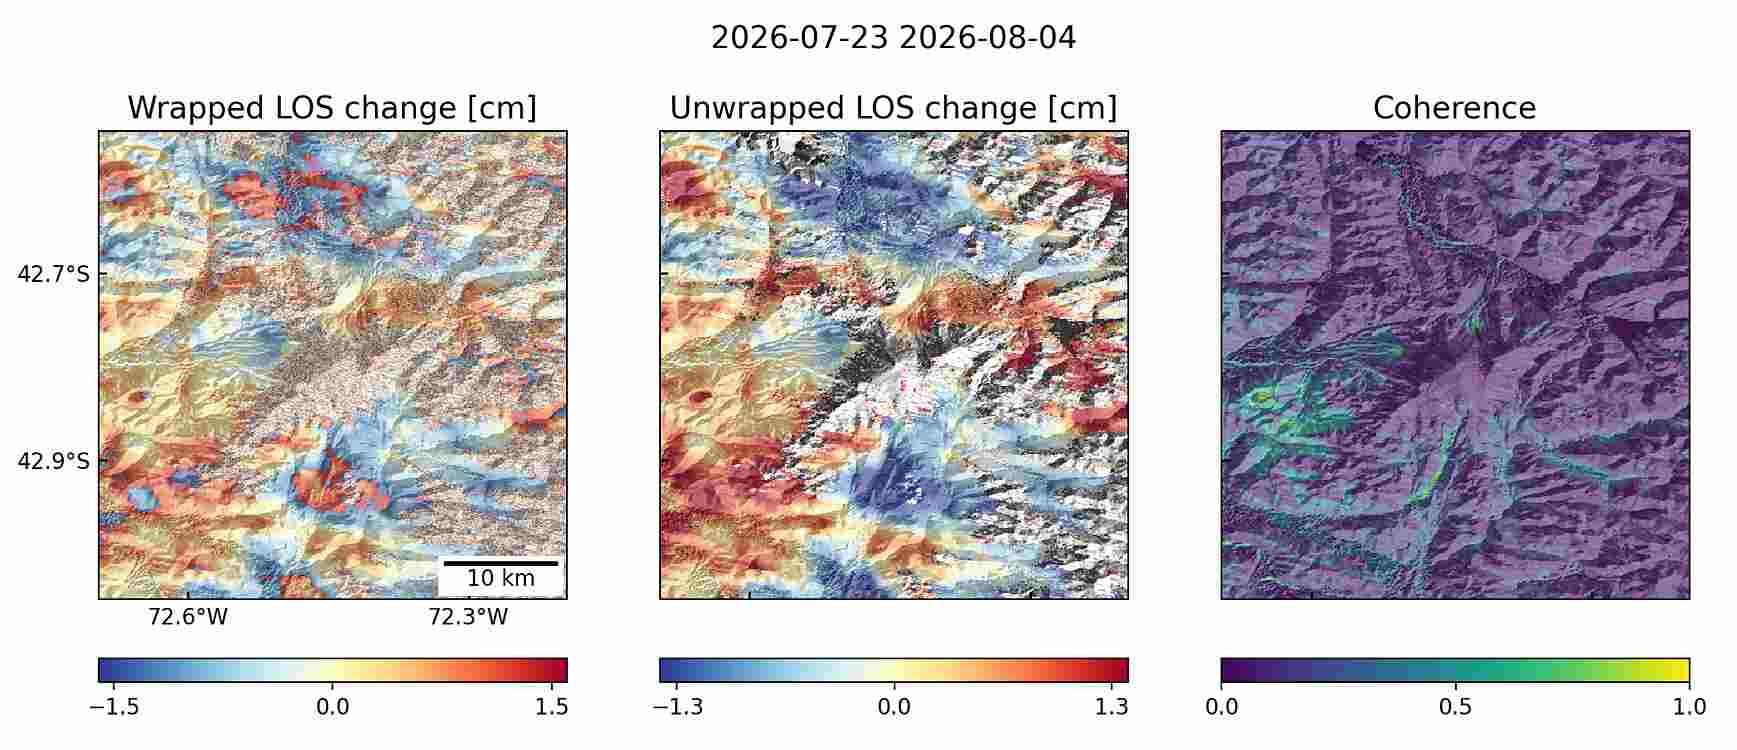 2026-07-23 2026-08-04
Wrapped LOS change [cm]
Unwrapped LOS change [cm]
Coherence
42.7°S
42.9°S
10 km
72.6°W
72.3°W
−1.5
0.0
1.5
−1.3
0.0
1.3
0.0
0.5
1.0